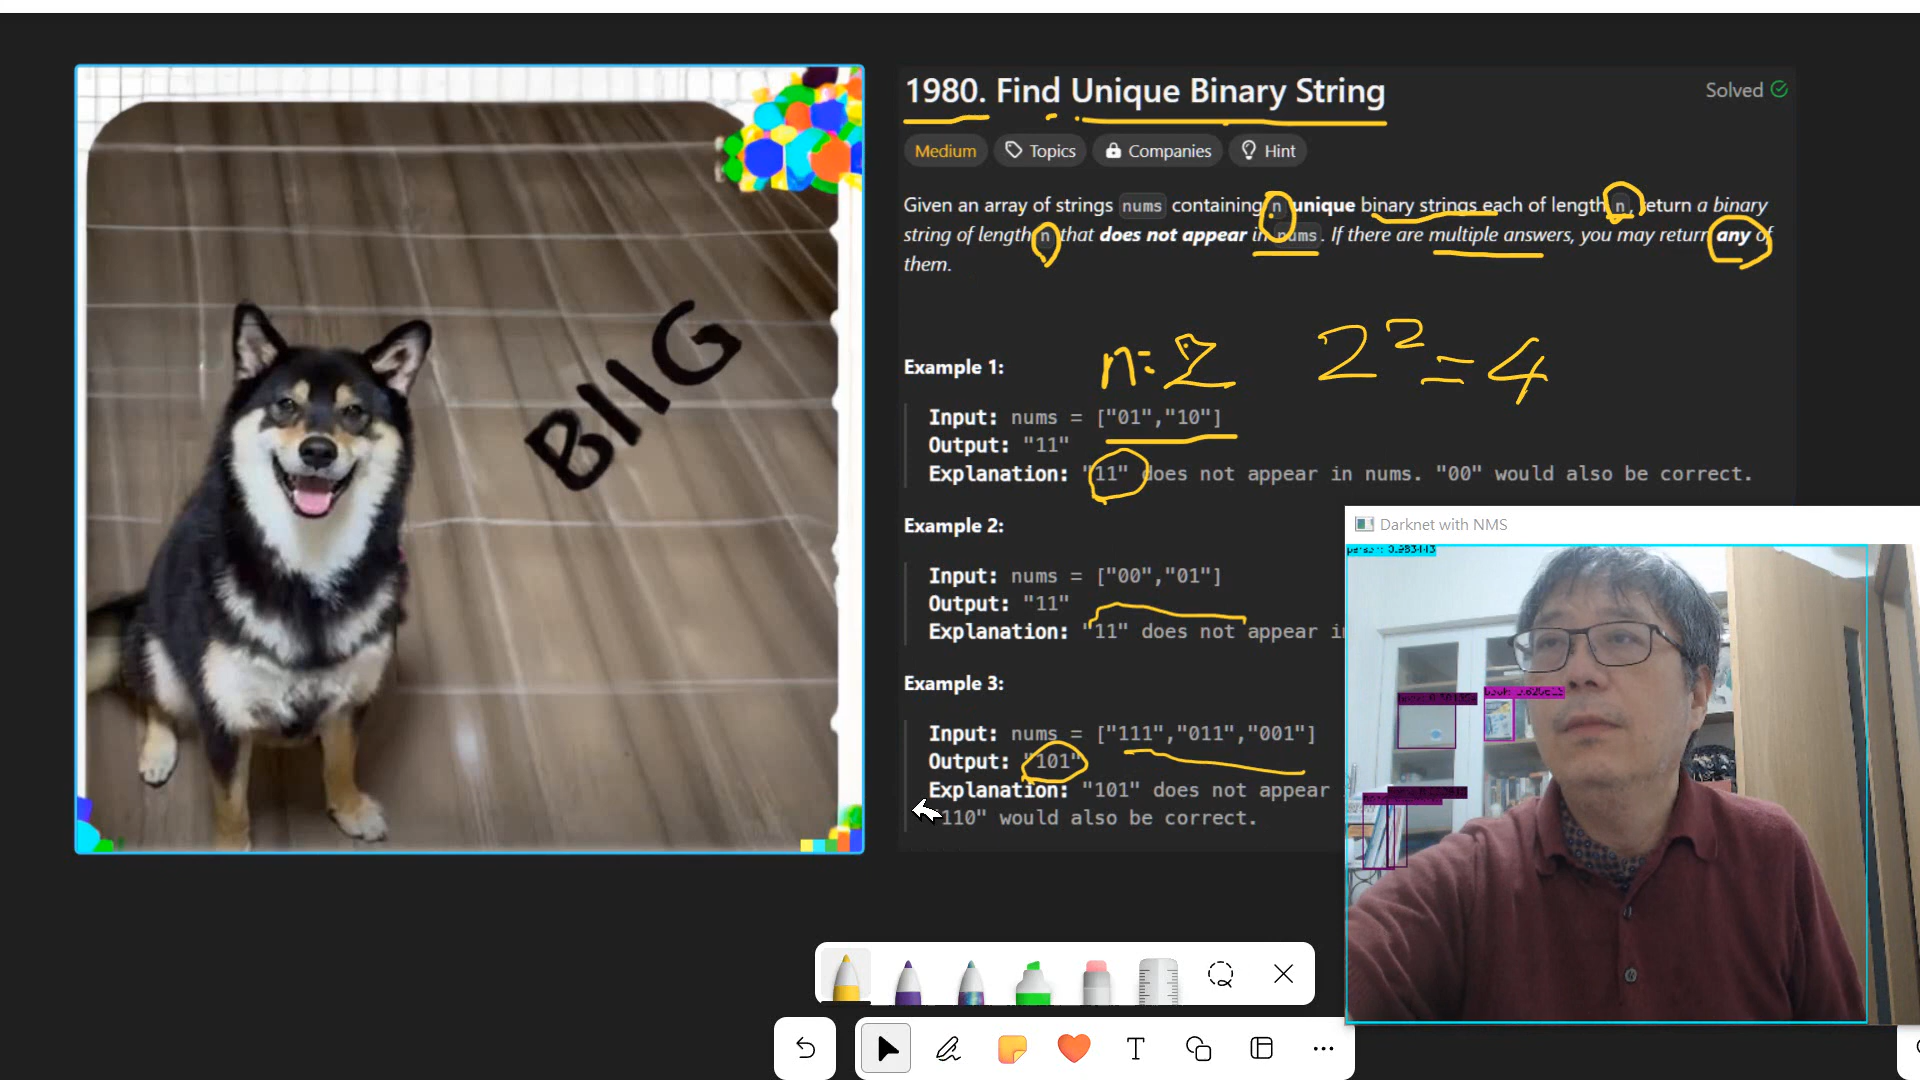 BIIG
1980. Find Unique Binary String
Solved
Medium Topics Companies Hint
Given an array of strings nums containing n unique binary strings each of length n, return a binary
string of length n that does not appear in nums. If there are multiple answers, you may return any of
them.
n=2 2² = 4
Example 1:
Input: nums = ["01","10"]
Output: "11"
Explanation: "11" does not appear in nums. "00" would also be correct.
Example 2:
Input: nums = ["00","01"]
Output: "11"
Explanation: "11" does not appear
Example 3:
Input: nums = ["111","011","001"]
Output: "101"
Explanation: "101" does not appear
"110" would also be correct.
Darknet with NMS
T